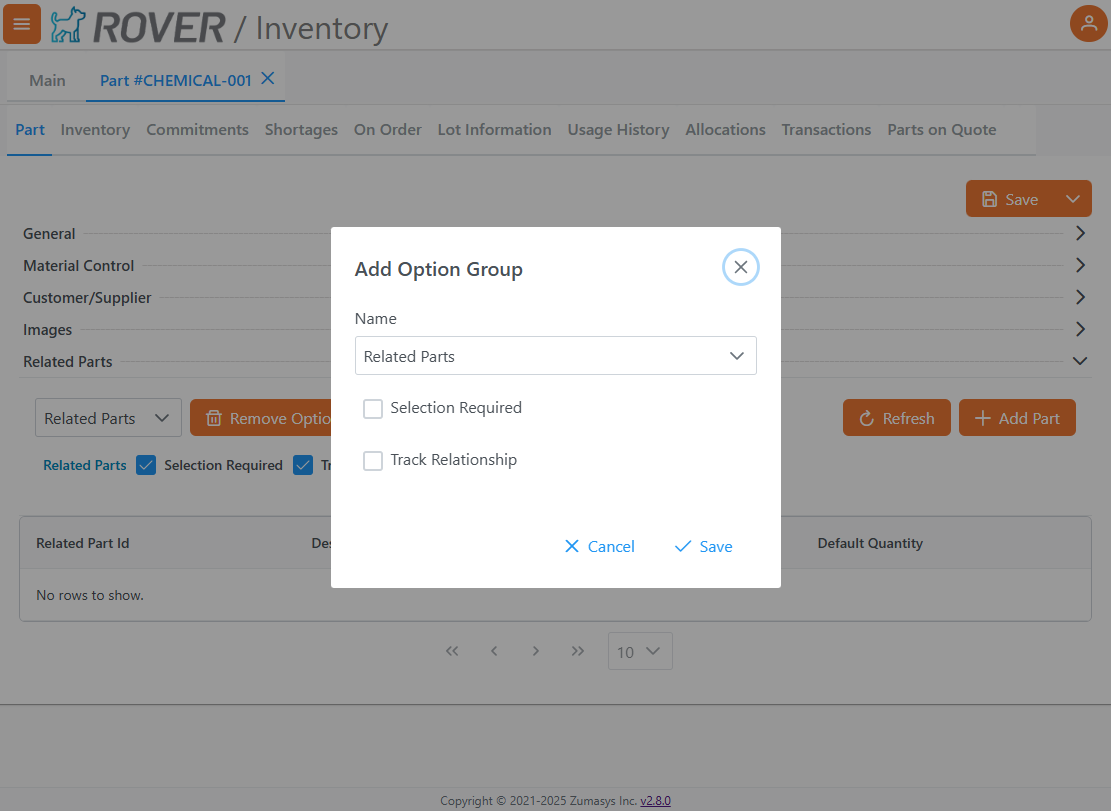 ROVER / Inventory
Main Part #CHEMICAL-001
Part Inventory Commitments Shortages On Order Lot Information Usage History Allocations Transactions Parts on Quote
Save
General
Material Control
Customer/Supplier
Images
Related Parts
Add Option Group
Name
Related Parts
Selection Required
Track Relationship
Cancel Save
Related Parts Remove Optio Refresh Add Part
Related Parts Selection Required Tr
Related Part Id Des Default Quantity
No rows to show.
10
Copyright © 2021-2025 Zumasys Inc. v2.8.0